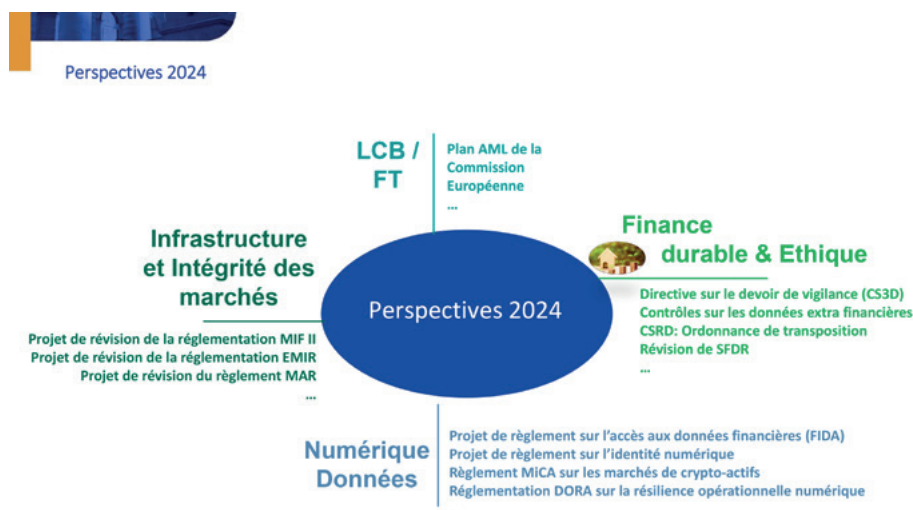 Perspectives 2024
LCB /
FT
Plan AML de la
Commission
Européenne
...
Infrastructure
et Intégrité des
marchés
Projet de révision de la réglementation MIF II
Projet de révision de la réglementation EMIR
Projet de révision du règlement MAR
...
Perspectives 2024
Finance
durable & Ethique
Directive sur le devoir de vigilance (CS3D)
Contrôles sur les données extra financières
CSRD: Ordonnance de transposition
Révision de SFDR
...
Numérique
Données
Projet de règlement sur l'accès aux données financières (FIDA)
Projet de règlement sur l'identité numérique
Règlement MiCA sur les marchés de crypto-actifs
Réglementation DORA sur la résilience opérationnelle numérique